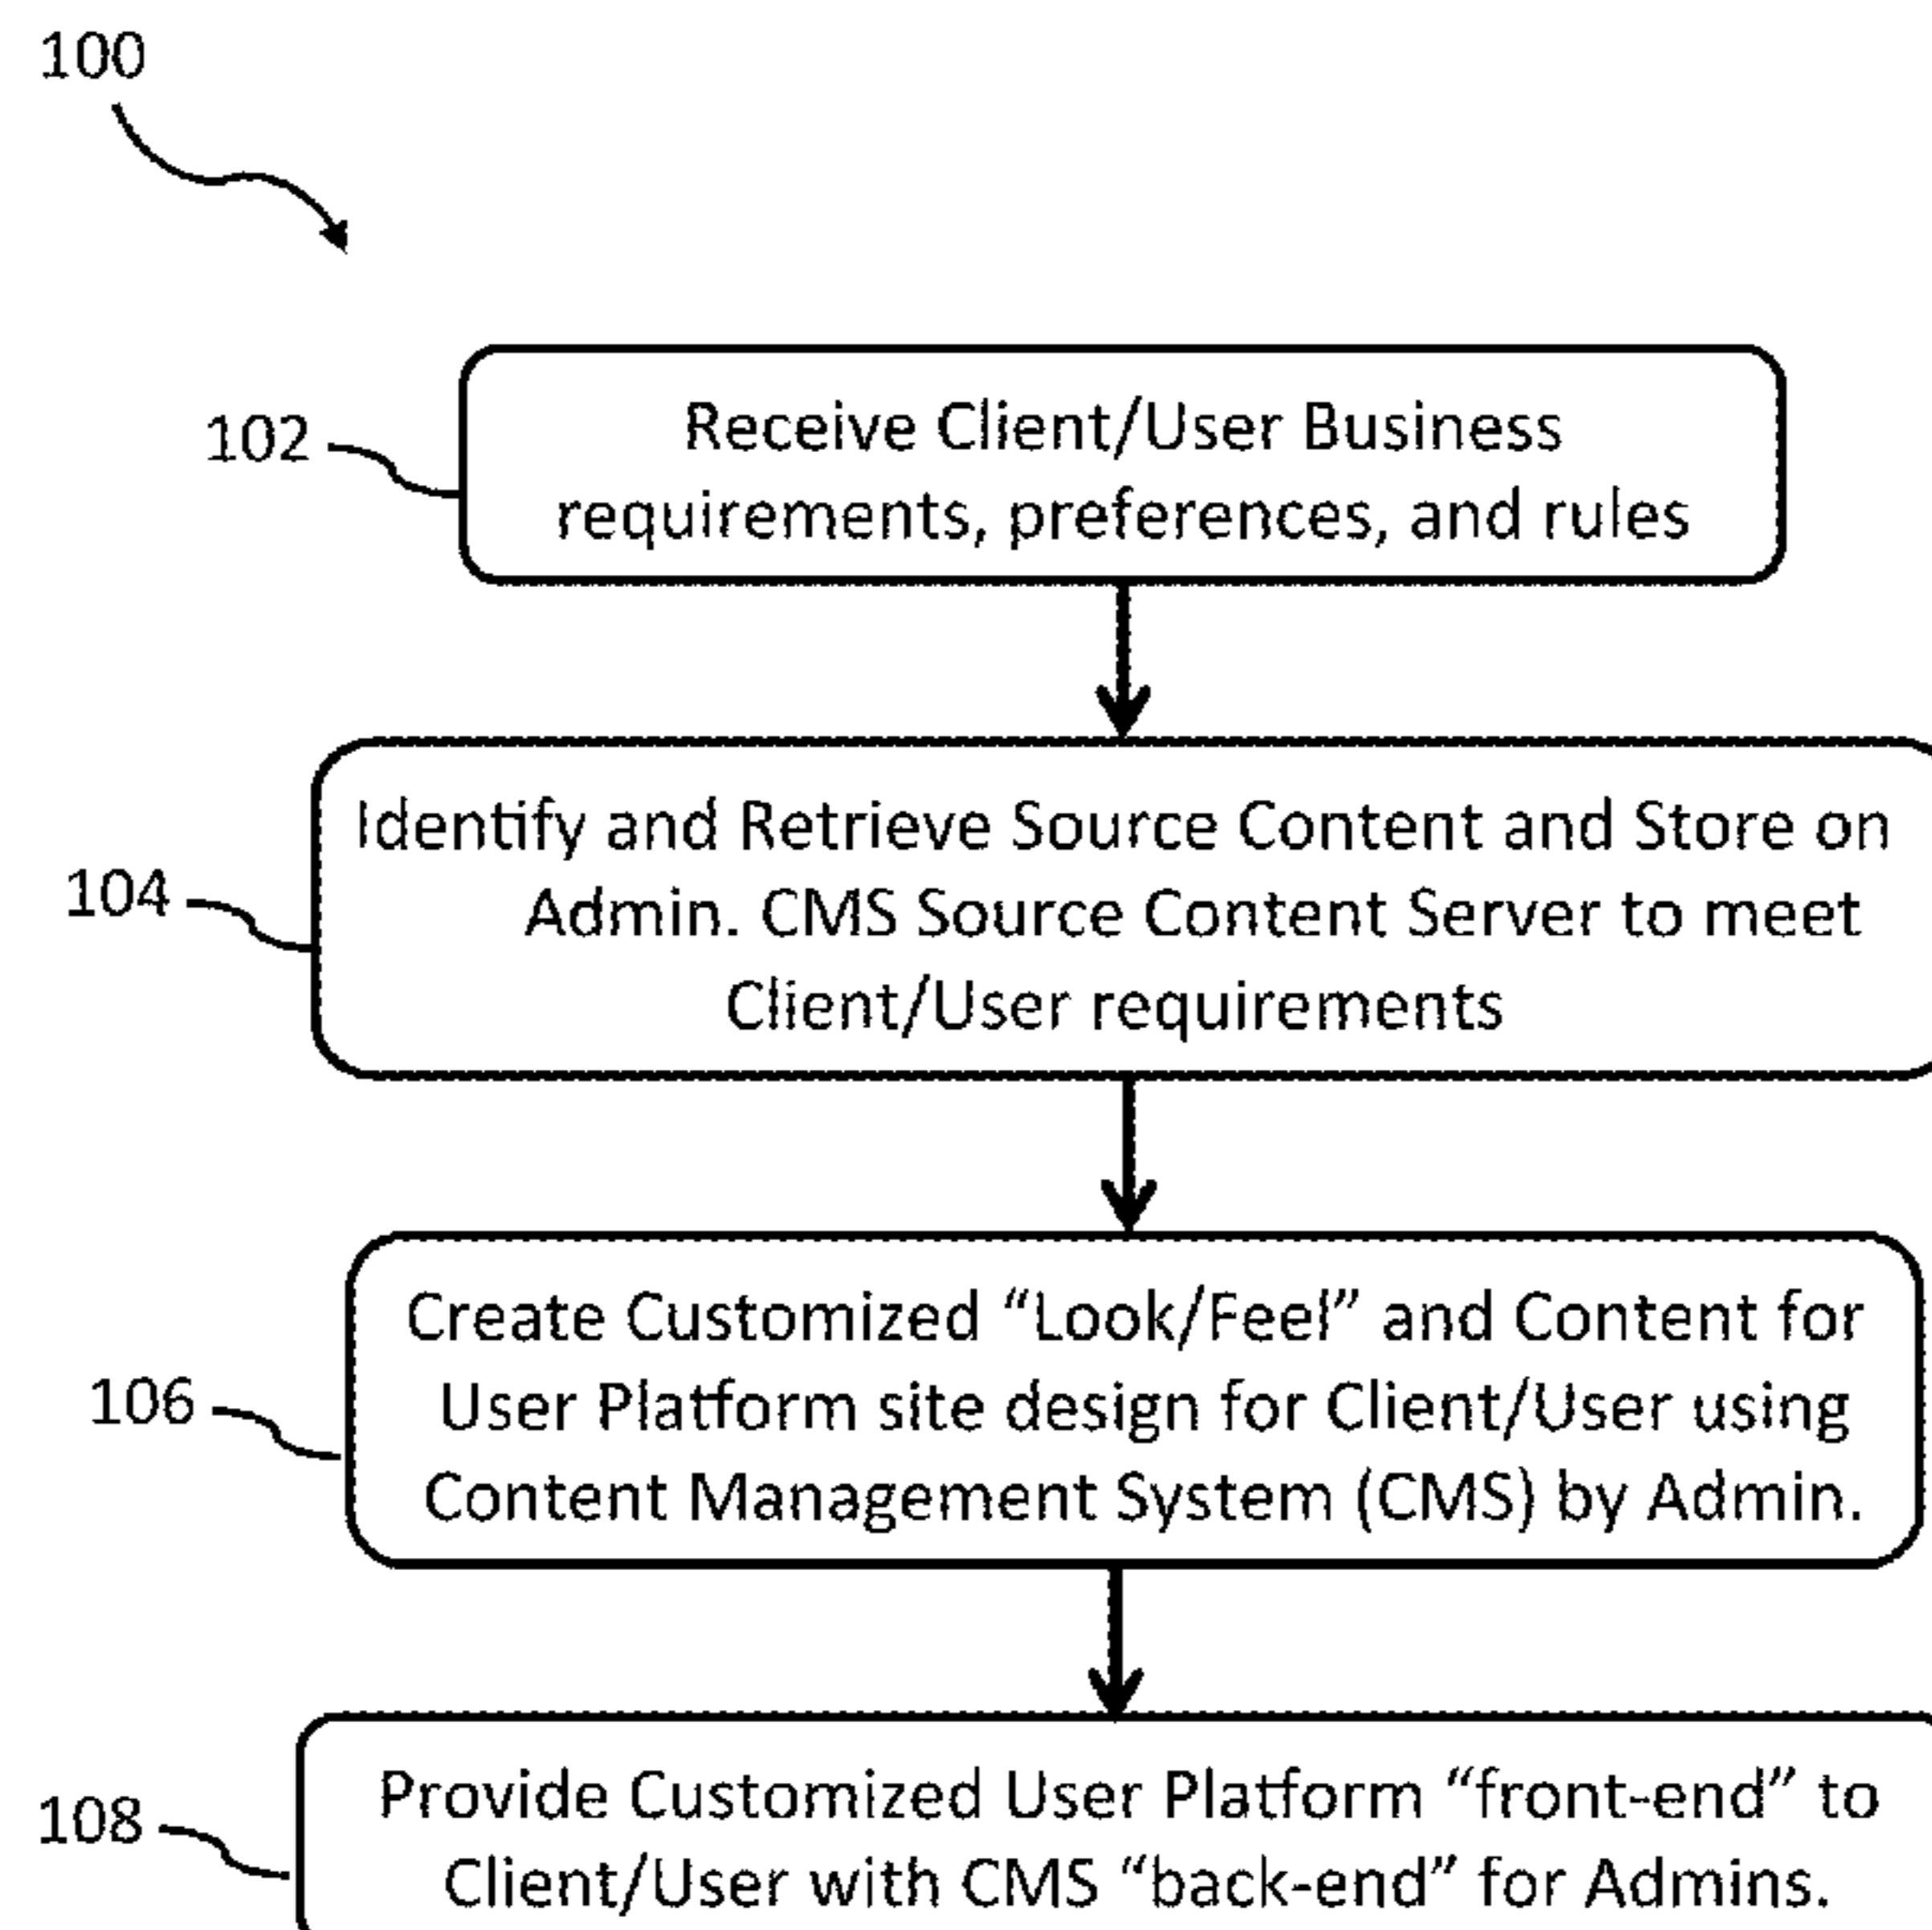 100
102
Receive Client/User Business
requirements, preferences, and rules
104
Identify and Retrieve Source Content and Store on
Admin. CMS Source Content Server to meet
Client/User requirements
106
Create Customized “Look/Feel” and Content for
User Platform site design for Client/User using
Content Management System (CMS) by Admin.
108
Provide Customized User Platform “front-end” to
Client/User with CMS “back-end” for Admins.